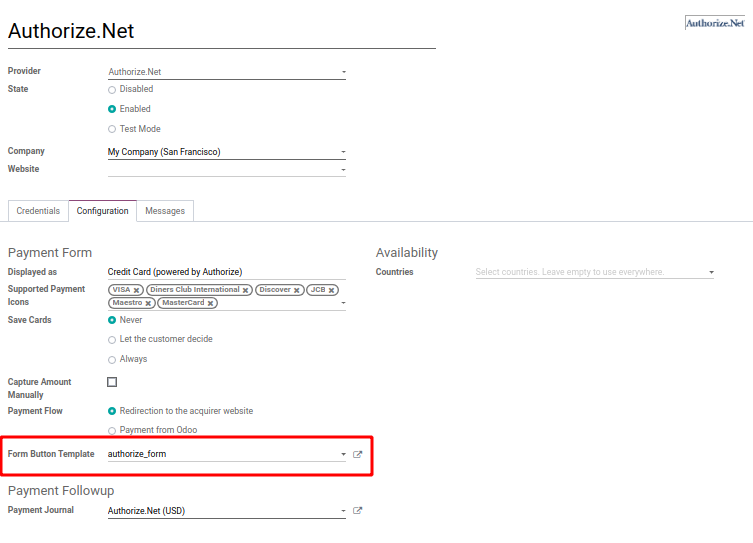 Authorize.Net
Authorize.Net
Provider Authorize.Net
State Disabled
Enabled
Test Mode
Company My Company (San Francisco)
Website
Credentials Configuration Messages
Payment Form
Displayed as Credit Card (powered by Authorize)
Supported Payment Icons VISA Diners Club International Discover JCB
Maestro MasterCard
Save Cards Never
Let the customer decide
Always
Capture Amount
Manually
Payment Flow Redirection to the acquirer website
Payment from Odoo
Form Button Template authorize_form
Payment Followup
Payment Journal Authorize.Net (USD)
Availability
Countries Select countries. Leave empty to use everywhere.